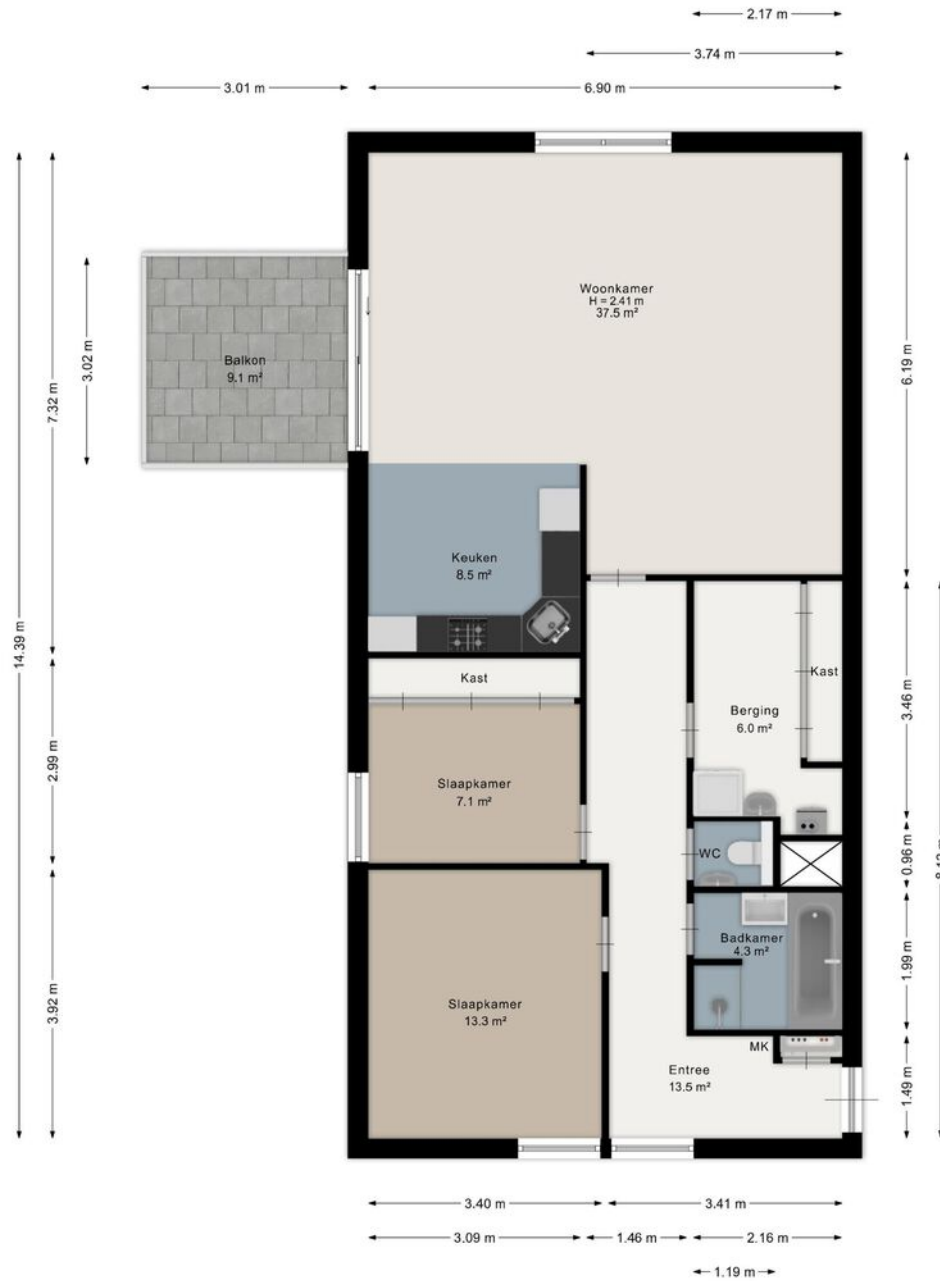 2.17 m
3.74 m
3.01 m
6.90 m
Woonkamer
H = 2.41 m
37.5 m²
Balkon
9.1 m²
3.02 m
7.32 m
6.19 m
14.39 m
Keuken
8.5 m²
Kast
Kast
Berging
6.0 m²
3.46 m
2.99 m
Slaapkamer
7.1 m²
WC
0.96 m
Badkamer
4.3 m²
1.99 m
3.92 m
Slaapkamer
13.3 m²
MK
Entree
13.5 m²
1.49 m
3.40 m
3.41 m
3.09 m
1.46 m
2.16 m
1.19 m